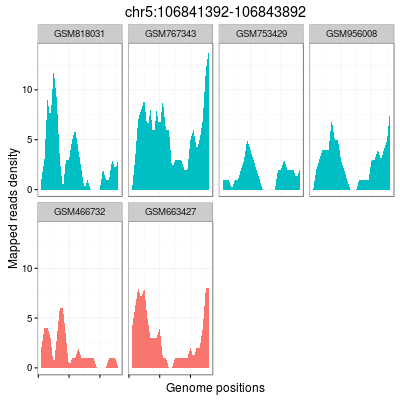 chr5:106841392-106843892
GSM818031 GSM767343 GSM753429 GSM956008
10
5
0
Mapped reads density
GSM466732 GSM663427
10
5
0
Genome positions